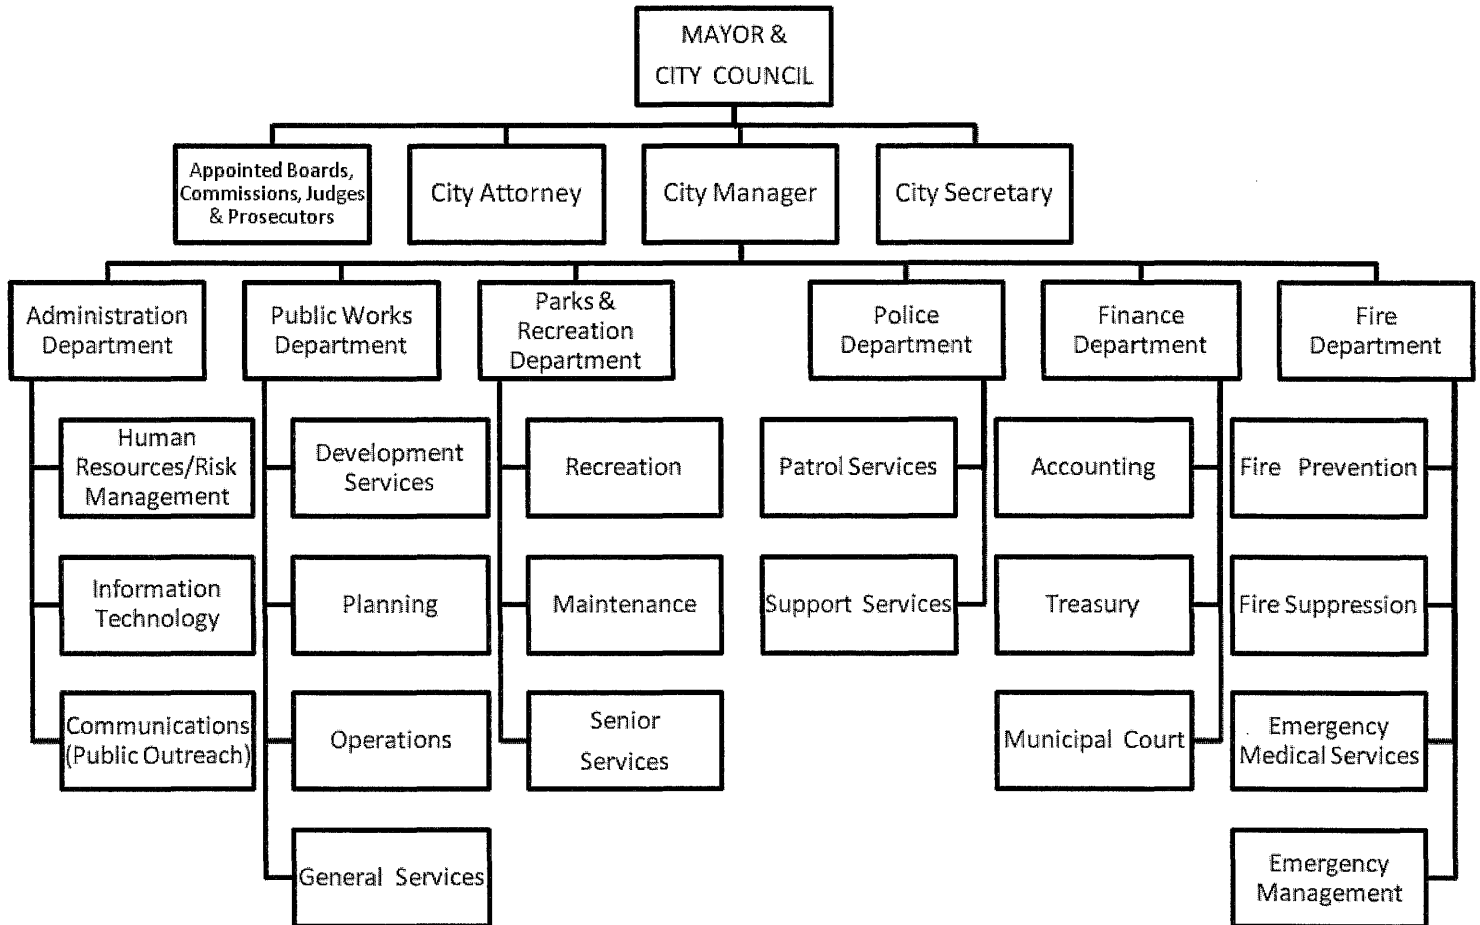 MAYOR &
CITY COUNCIL
Appointed Boards,
Commissions, Judges
& Prosecutors
City Attorney
City Manager
City Secretary
Administration
Department
Public Works
Department
Parks &
Recreation
Department
Police
Department
Finance
Department
Fire
Department
Human
Resources/Risk
Management
Development
Services
Recreation
Patrol Services
Accounting
Fire Prevention
Information
Technology
Planning
Maintenance
Support Services
Treasury
Fire Suppression
Communications
(Public Outreach)
Operations
Senior
Services
Municipal Court
Emergency
Medical Services
General Services
Emergency
Management